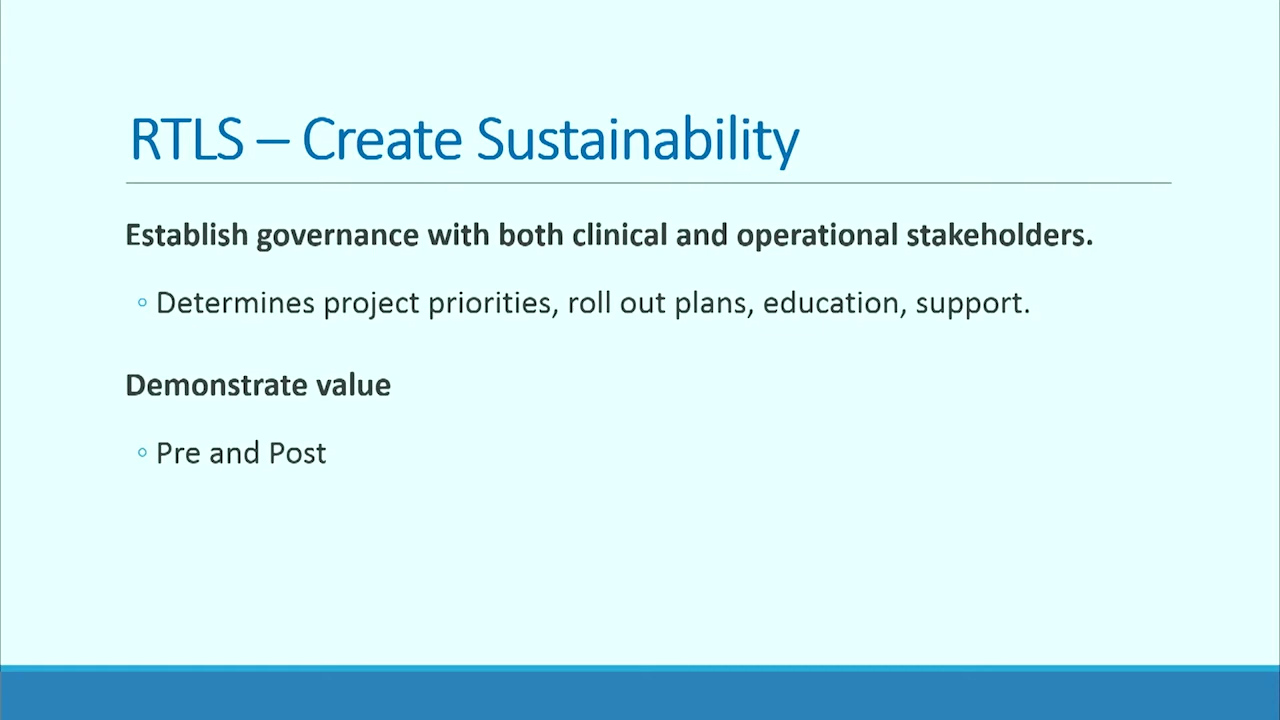 RTLS – Create Sustainability
Establish governance with both clinical and operational stakeholders.
◦ Determines project priorities, roll out plans, education, support.
Demonstrate value
◦ Pre and Post